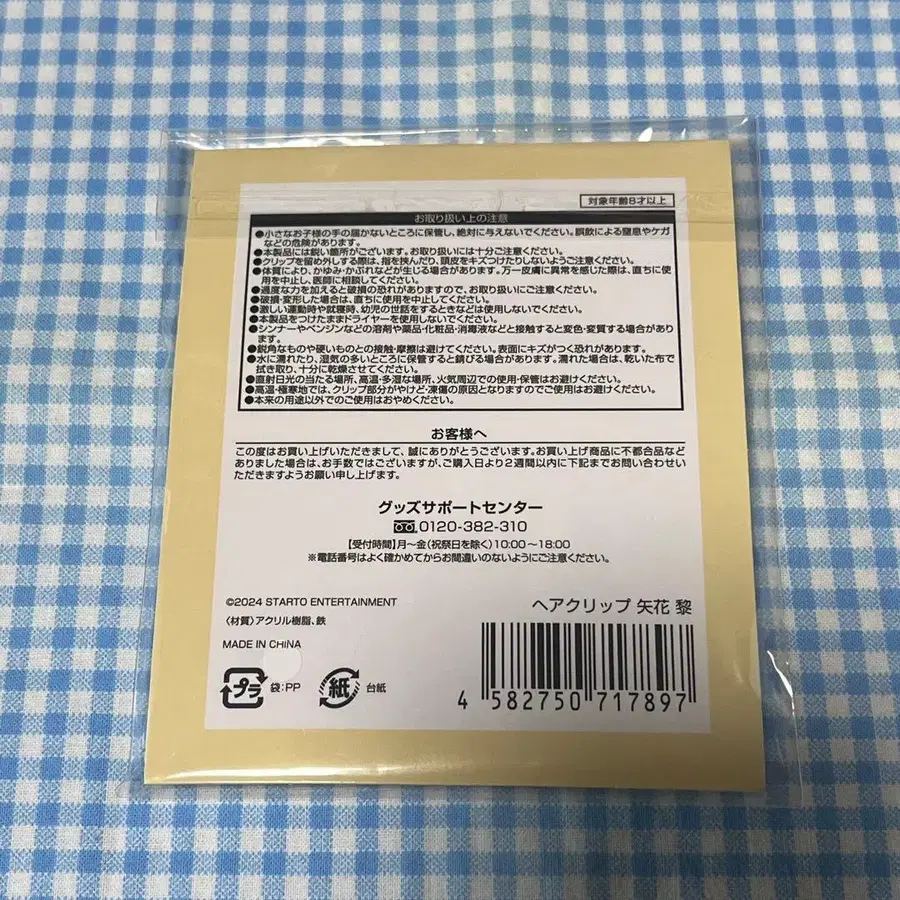 対象年齢8才以上
お取り扱い上の注意
●小さなお子様の手の届かないところに保管し、絶対に与えないでください。誤飲による窒息やケガ
などの危険があります。
●本製品には鋭い箇所がございます。お取り扱いには十分ご注意ください。
●クリップを留め外しする際は、指を挟んだり、頭皮をキズつけたりしないようご注意ください。
●体質により、かゆみ・かぶれなどが生じる場合があります。万一皮膚に異常を感じた際は、直ちに使
用を中止し、医師に相談してください。
●過度な力を加えると破損の恐れがありますので、お取り扱いにご注意ください。
●破損・変形した場合は、直ちに使用を中止してください。
●激しい運動時や就寝時、幼児の世話をするときなどは使用しないでください。
●本製品をつけたままドライヤーを使用しないでください。
●シンナーやベンジンなどの溶剤や薬品・化粧品・消毒液などと接触すると変色・変質する場合があり
ます。
●鋭角なものや硬いものとの接触・摩擦は避けてください。表面にキズがつく恐れがあります。
●水に濡れたり、湿気の多いところに保管すると錆びる場合があります。濡れた場合は、乾いた布で
拭き取り、十分に乾燥させてください。
●直射日光の当たる場所、高温・多湿な場所、火気周辺での使用・保管はお避けください。
●高温・極寒地では、クリップ部分がやけど・凍傷の原因となりますのでご使用はお避けください。
●本来の用途以外でのご使用はおやめください。
お客様へ
この度はお買い上げいただきまして、誠にありがとうございます。お買い上げ商品に不都合品など
ありました場合は、お手数ではございますが、ご購入日より2週間以内に下記までお問い合わせい
ただきますようお願い申し上げます。
グッズサポートセンター
0120-382-310
【受付時間】月～金(祝祭日を除く)10:00～18:00
※電話番号はよく確かめてからお間違いのないようにご注意ください。
©2024 STARTO ENTERTAINMENT
〈材質〉アクリル樹脂、鉄
MADE IN CHINA
プラ 袋:PP
紙 台紙
ヘアクリップ 矢花 黎
4 582750 717897